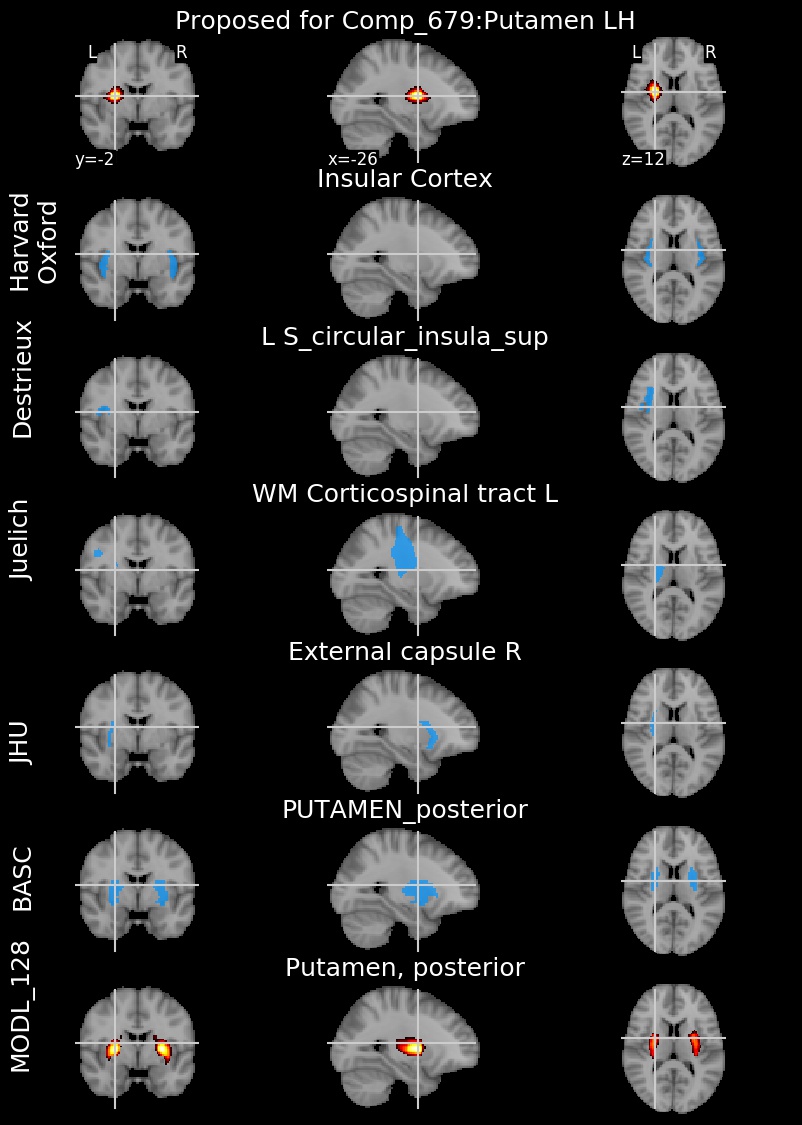 Proposed for Comp_679:Putamen LH
L R L R
y=-2 x=-26 z=12
Insular Cortex
Harvard
Oxford
L S_circular_insula_sup
Destrieux
WM Corticospinal tract L
Juelich
External capsule R
JHU
PUTAMEN_posterior
BASC
Putamen, posterior
MODL_128